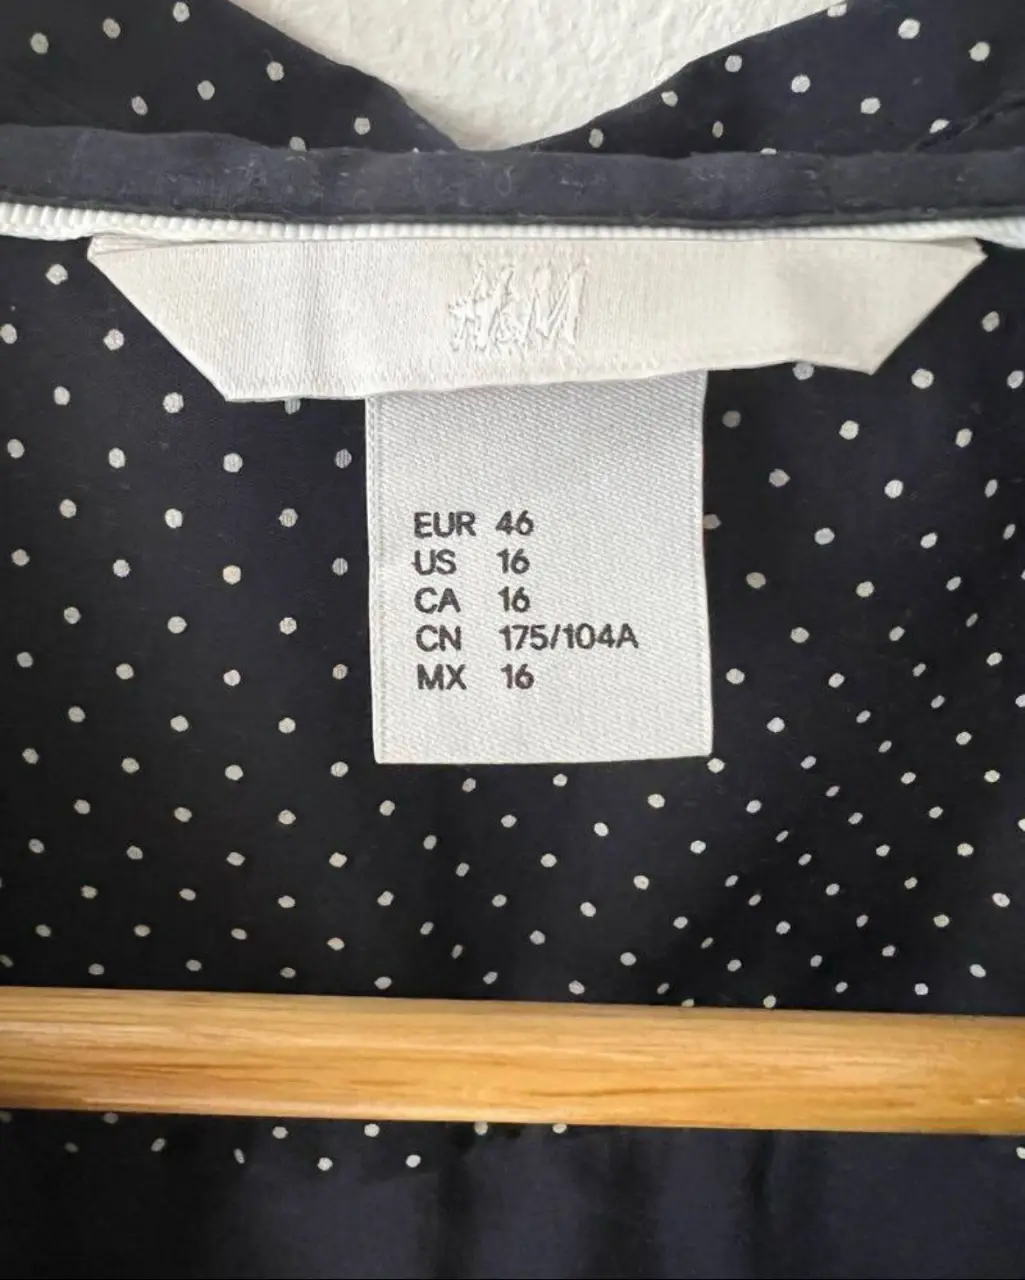 H&M
EUR 46
US 16
CA 16
CN 175/104A
MX 16